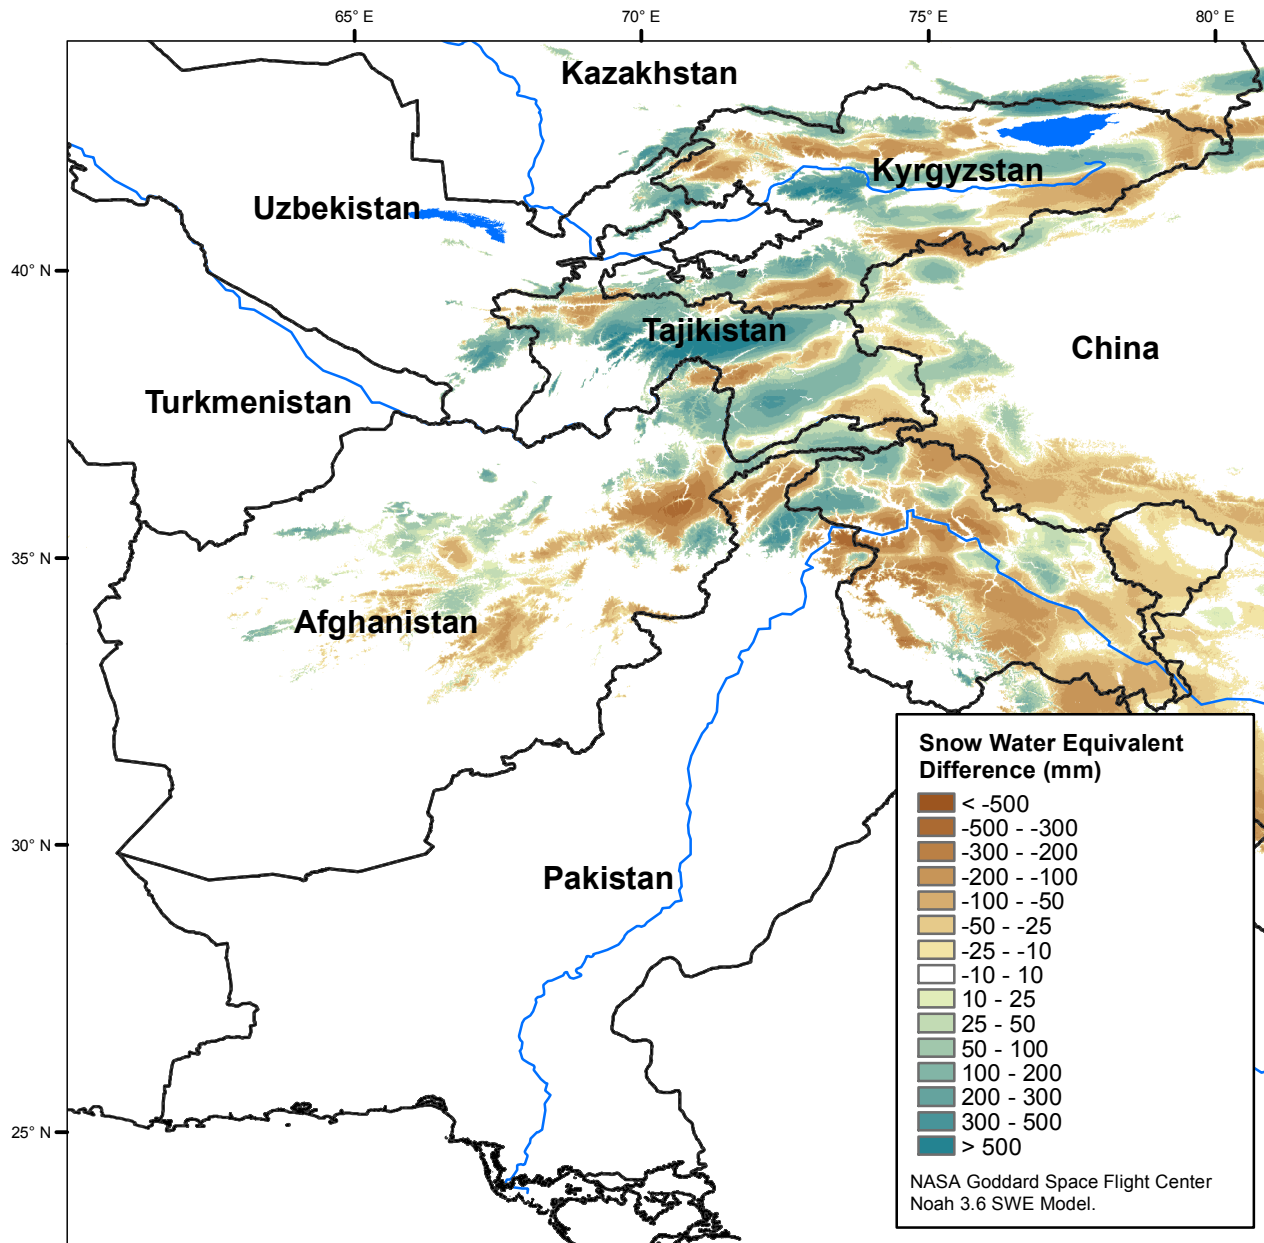 65° E
70° E
75° E
80° E
Kazakhstan
Kyrgyzstan
Uzbekistan
40° N
Tajikistan
China
Turkmenistan
35° N
Afghanistan
30° N
Pakistan
25° N
Snow Water Equivalent
Difference (mm)
< -500
-500 - -300
-300 - -200
-200 - -100
-100 - -50
-50 - -25
-25 - -10
-10 - 10
10 - 25
25 - 50
50 - 100
100 - 200
200 - 300
300 - 500
> 500
NASA Goddard Space Flight Center
Noah 3.6 SWE Model.